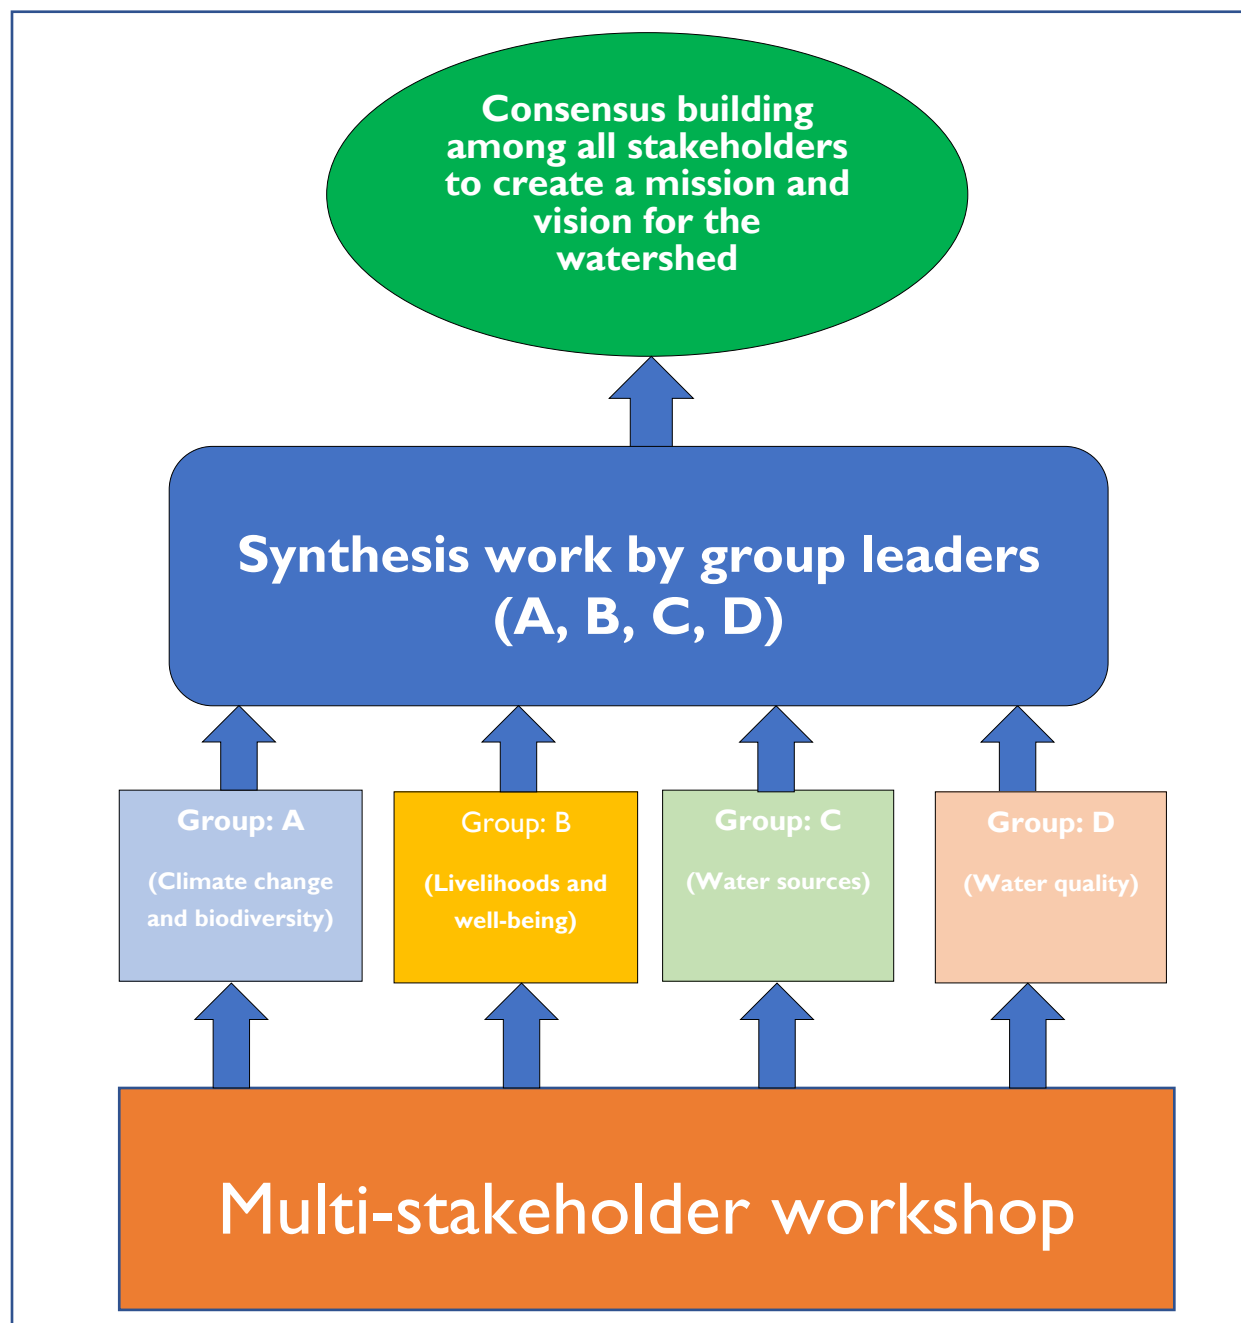 Consensus building
among all stakeholders
to create a mission and
vision for the
watershed
Synthesis work by group leaders
(A, B, C, D)
Group: A
(Climate change
and biodiversity)
Group: B
(Livelihoods and
well-being)
Group: C
(Water sources)
Group: D
(Water quality)
Multi-stakeholder workshop